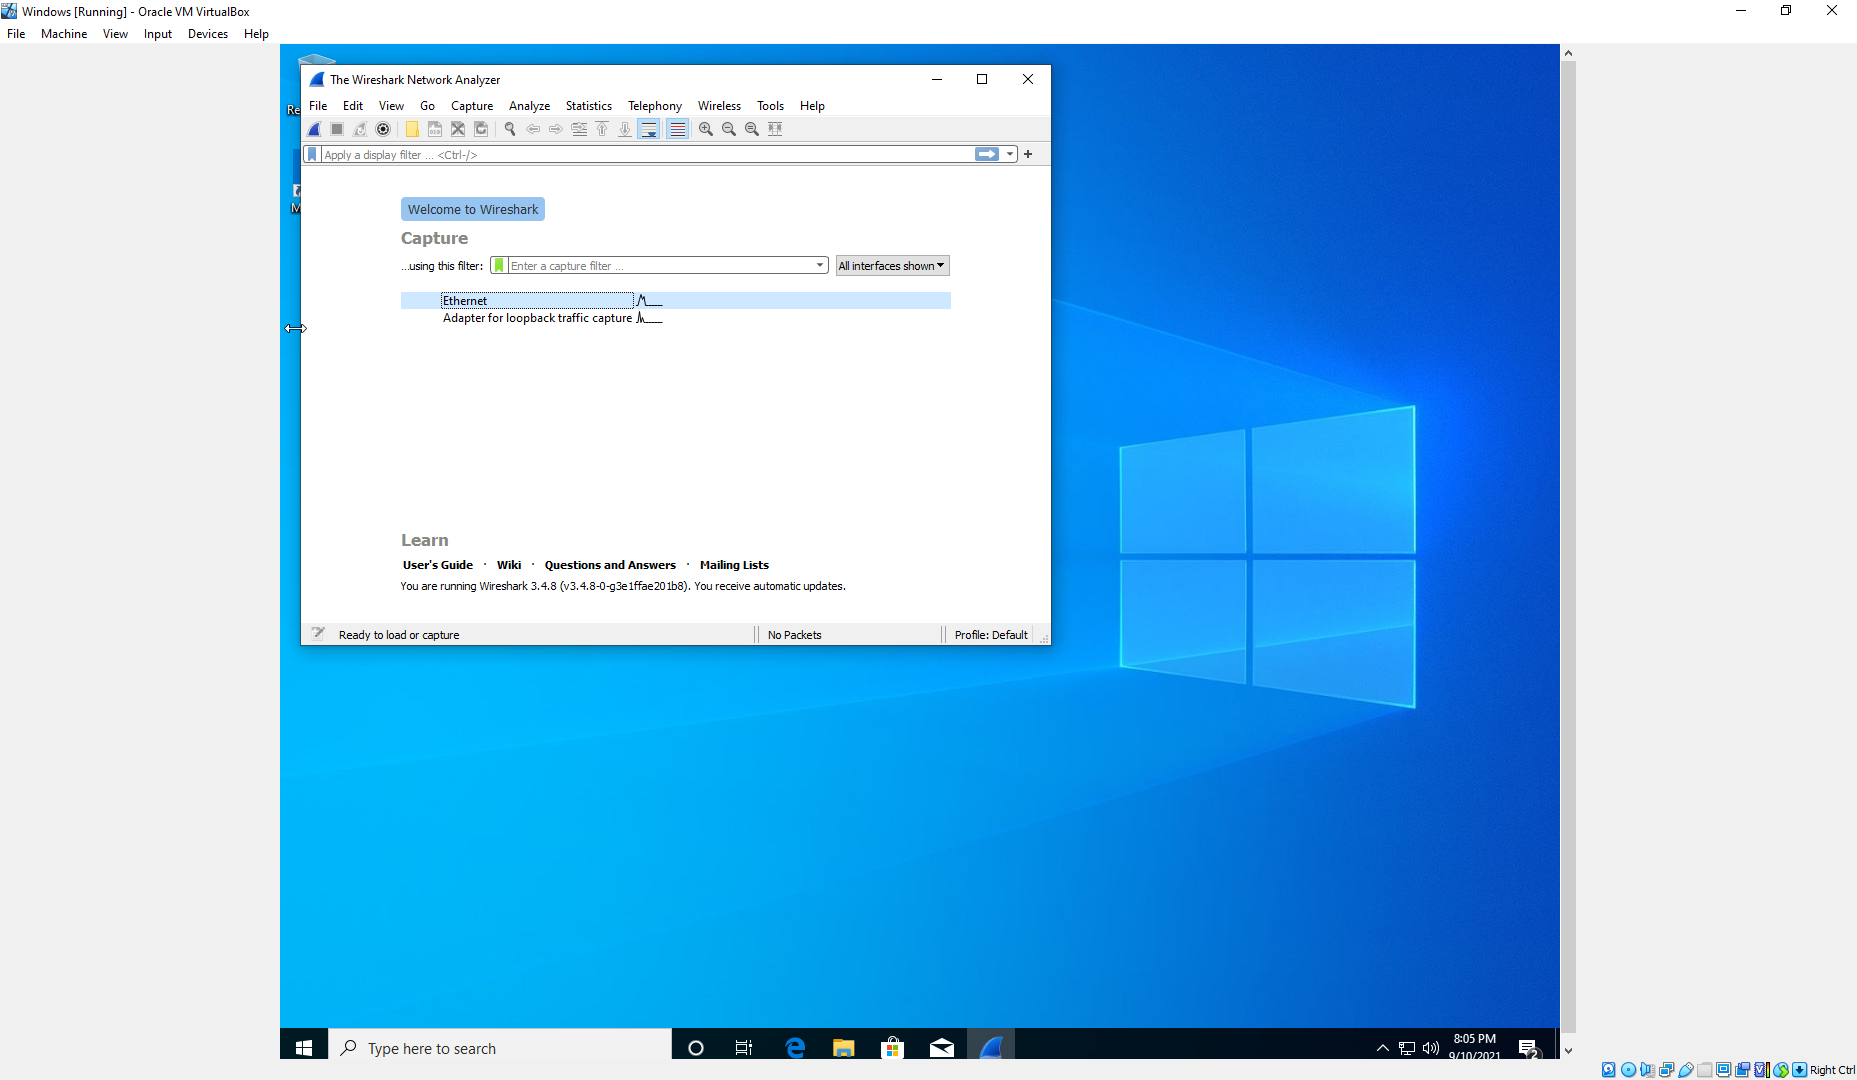 Windows [Running] - Oracle VM VirtualBox
File Machine View Input Devices Help
The Wireshark Network Analyzer
File Edit View Go Capture Analyze Statistics Telephony Wireless Tools Help
Apply a display filter ... <Ctrl-/>
Welcome to Wireshark
Capture
...using this filter: Enter a capture filter ... All interfaces shown
Ethernet
Adapter for loopback traffic capture
Learn
User's Guide · Wiki · Questions and Answers · Mailing Lists
You are running Wireshark 3.4.8 (v3.4.8-0-g3e1ffae201b8). You receive automatic updates.
Ready to load or capture No Packets Profile: Default
Re
M
Type here to search
8:05 PM
9/10/2021
2
Right Ctrl